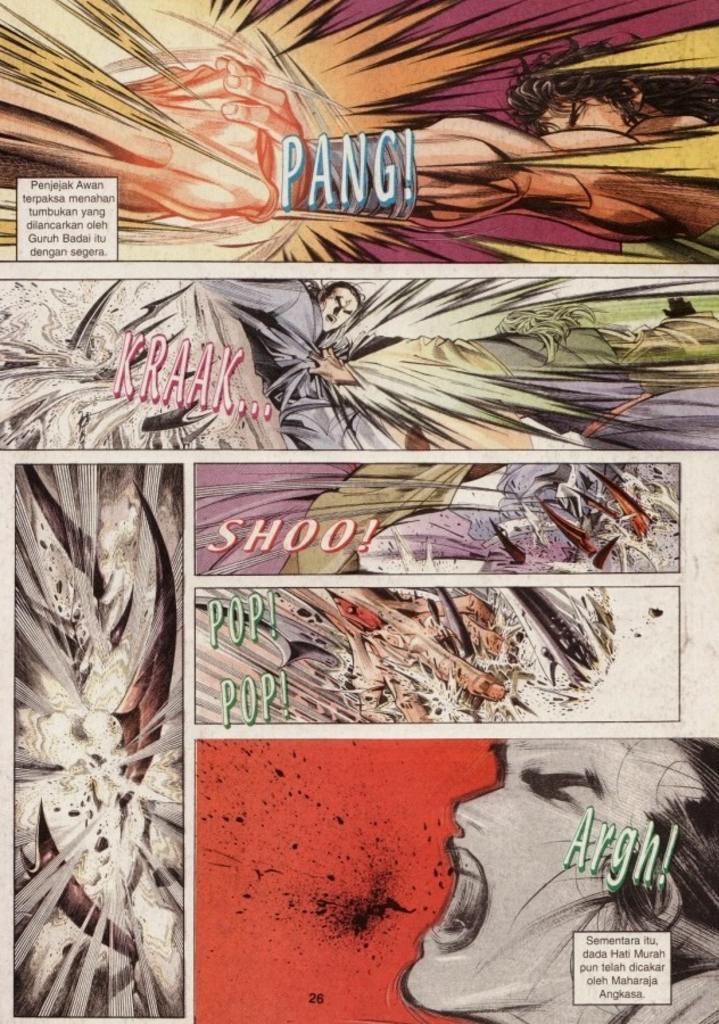 PANG!
Penjejak Awan
terpaksa menahan
tumbukan yang
dilancarkan oleh
Guruh Badai itu
dengan segera.
KRAAK...
SHOO!
POP!
POP!
Argh!
Sementara itu,
dada Hati Murah
pun telah dicakar
oleh Maharaja
Angkasa.
26